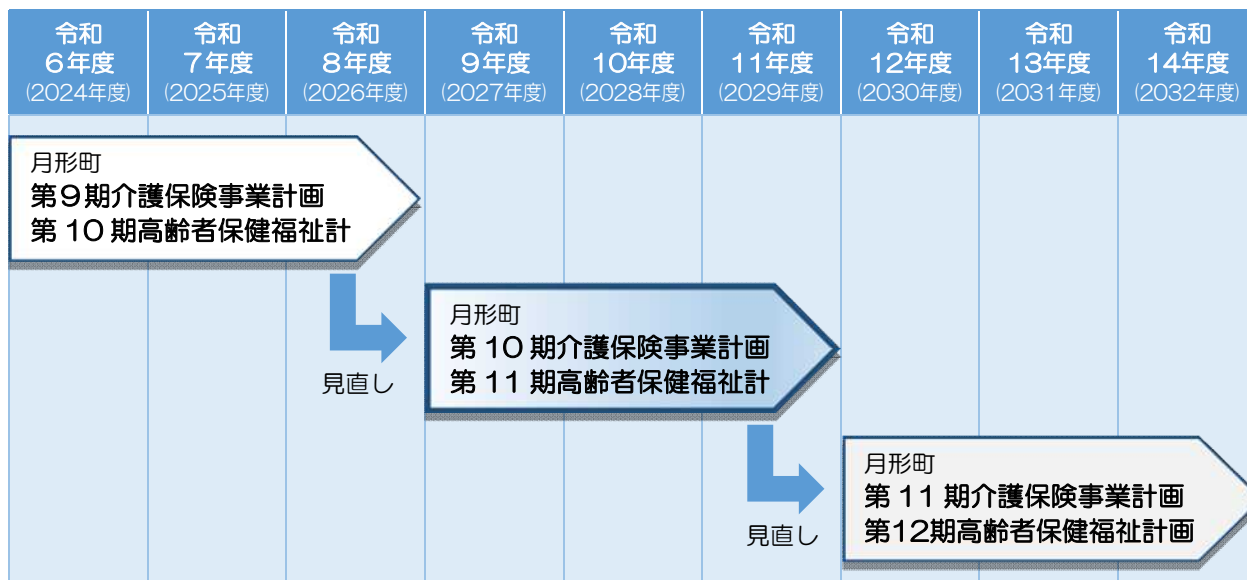 令和
6年度
(2024年度)
令和
7年度
(2025年度)
令和
8年度
(2026年度)
令和
9年度
(2027年度)
令和
10年度
(2028年度)
令和
11年度
(2029年度)
令和
12年度
(2030年度)
令和
13年度
(2031年度)
令和
14年度
(2032年度)
月形町
第9期介護保険事業計画
第10期高齢者保健福祉計
見直し
月形町
第10期介護保険事業計画
第11期高齢者保健福祉計
見直し
月形町
第11期介護保険事業計画
第12期高齢者保健福祉計画